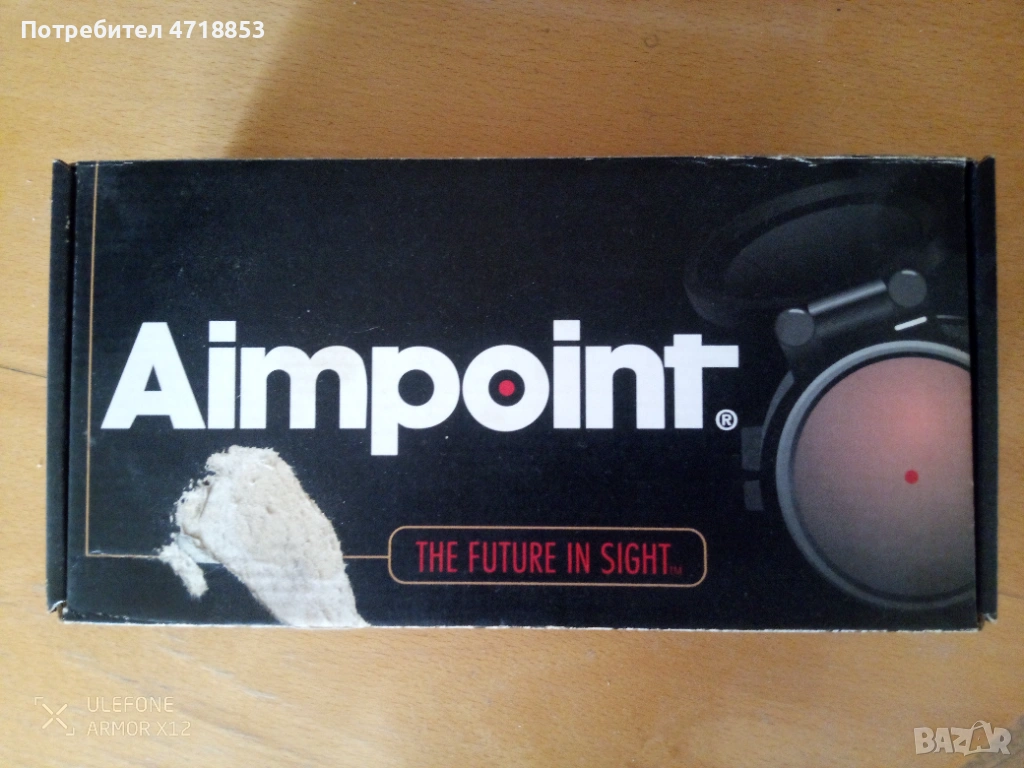 Потребител 4718853
Aimpoint®
THE FUTURE IN SIGHT™
ULEFONE
ARMOR X12
BAZAR